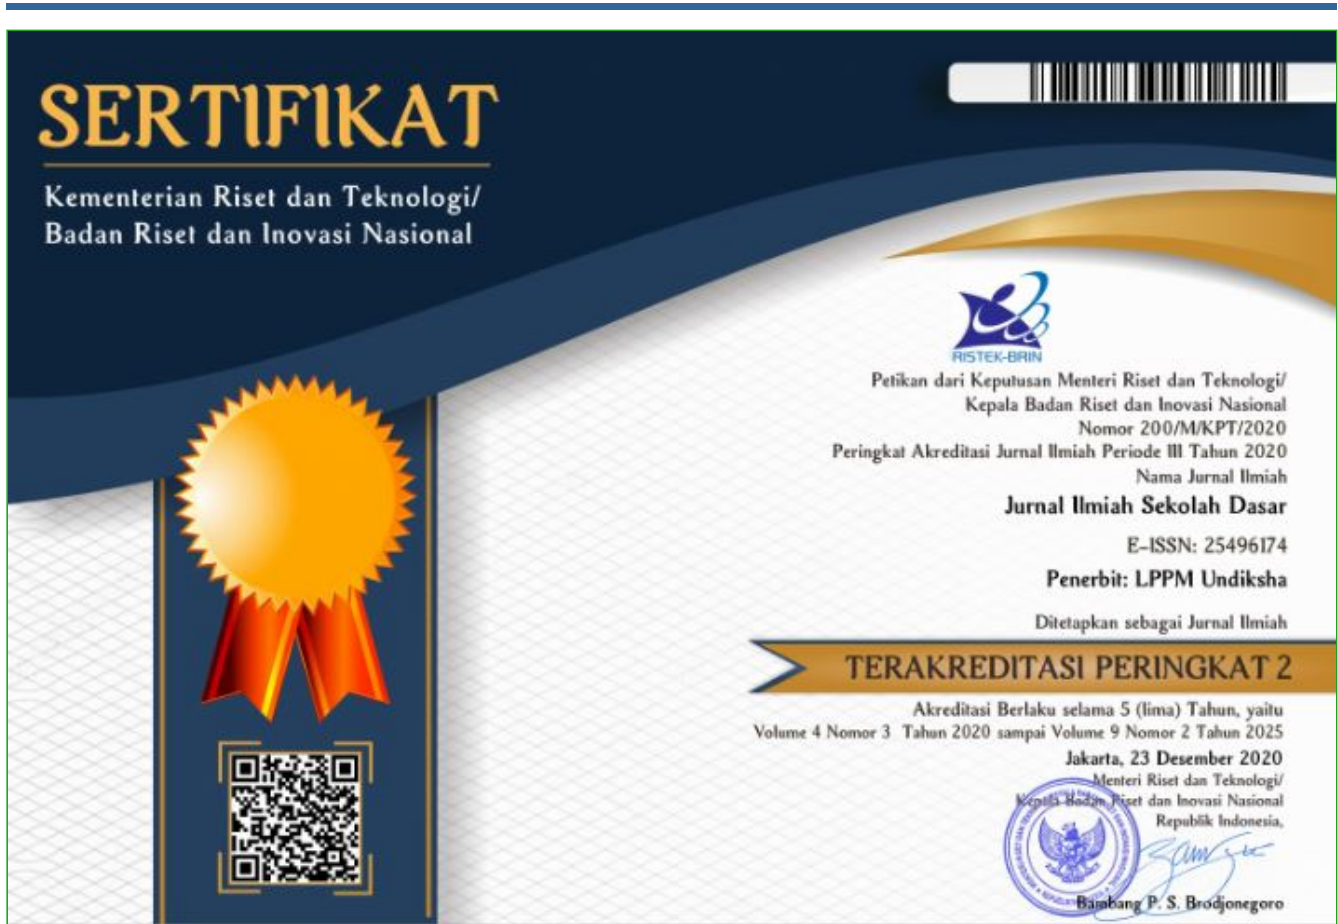 SERTIFIKAT
Kementerian Riset dan Teknologi/
Badan Riset dan Inovasi Nasional
RISTEK-BRIN
Petikan dari Keputusan Menteri Riset dan Teknologi/
Kepala Badan Riset dan Inovasi Nasional
Nomor 200/M/KPT/2020
Peringkat Akreditasi Jurnal Ilmiah Periode III Tahun 2020
Nama Jurnal Ilmiah
Jurnal Ilmiah Sekolah Dasar
E-ISSN: 25496174
Penerbit: LPPM Undiksha
Ditetapkan sebagai Jurnal Ilmiah
TERAKREDITASI PERINGKAT 2
Akreditasi Berlaku selama 5 (lima) Tahun, yaitu
Volume 4 Nomor 3 Tahun 2020 sampai Volume 9 Nomor 2 Tahun 2025
Jakarta, 23 Desember 2020
Menteri Riset dan Teknologi/
Kepala Badan Riset dan Inovasi Nasional
Republik Indonesia,
Bambang P. S. Brodjonegoro